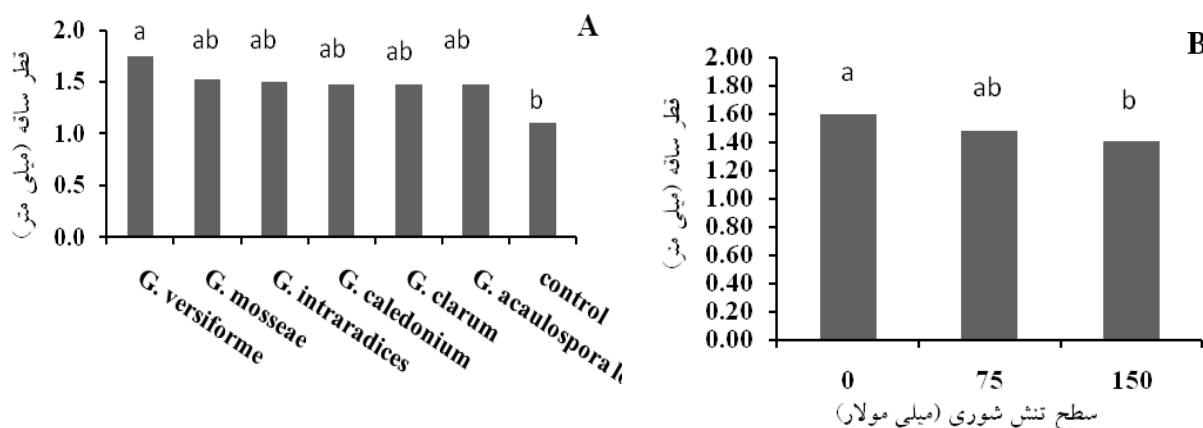 A
قطر ساقه (میلی متر)
2.0
1.5
1.0
0.5
0.0
a
ab
ab
ab
ab
ab
b
G. versiforme
G. mosseae
G. intraradices
G. caledonium
G. clarum
G. acaulospora
control
B
قطر ساقه (میلی متر)
2.00
1.80
1.60
1.40
1.20
1.00
0.80
0.60
0.40
0.20
0.00
a
ab
b
0
75
150
سطح تنش شوری (میلی مولار)